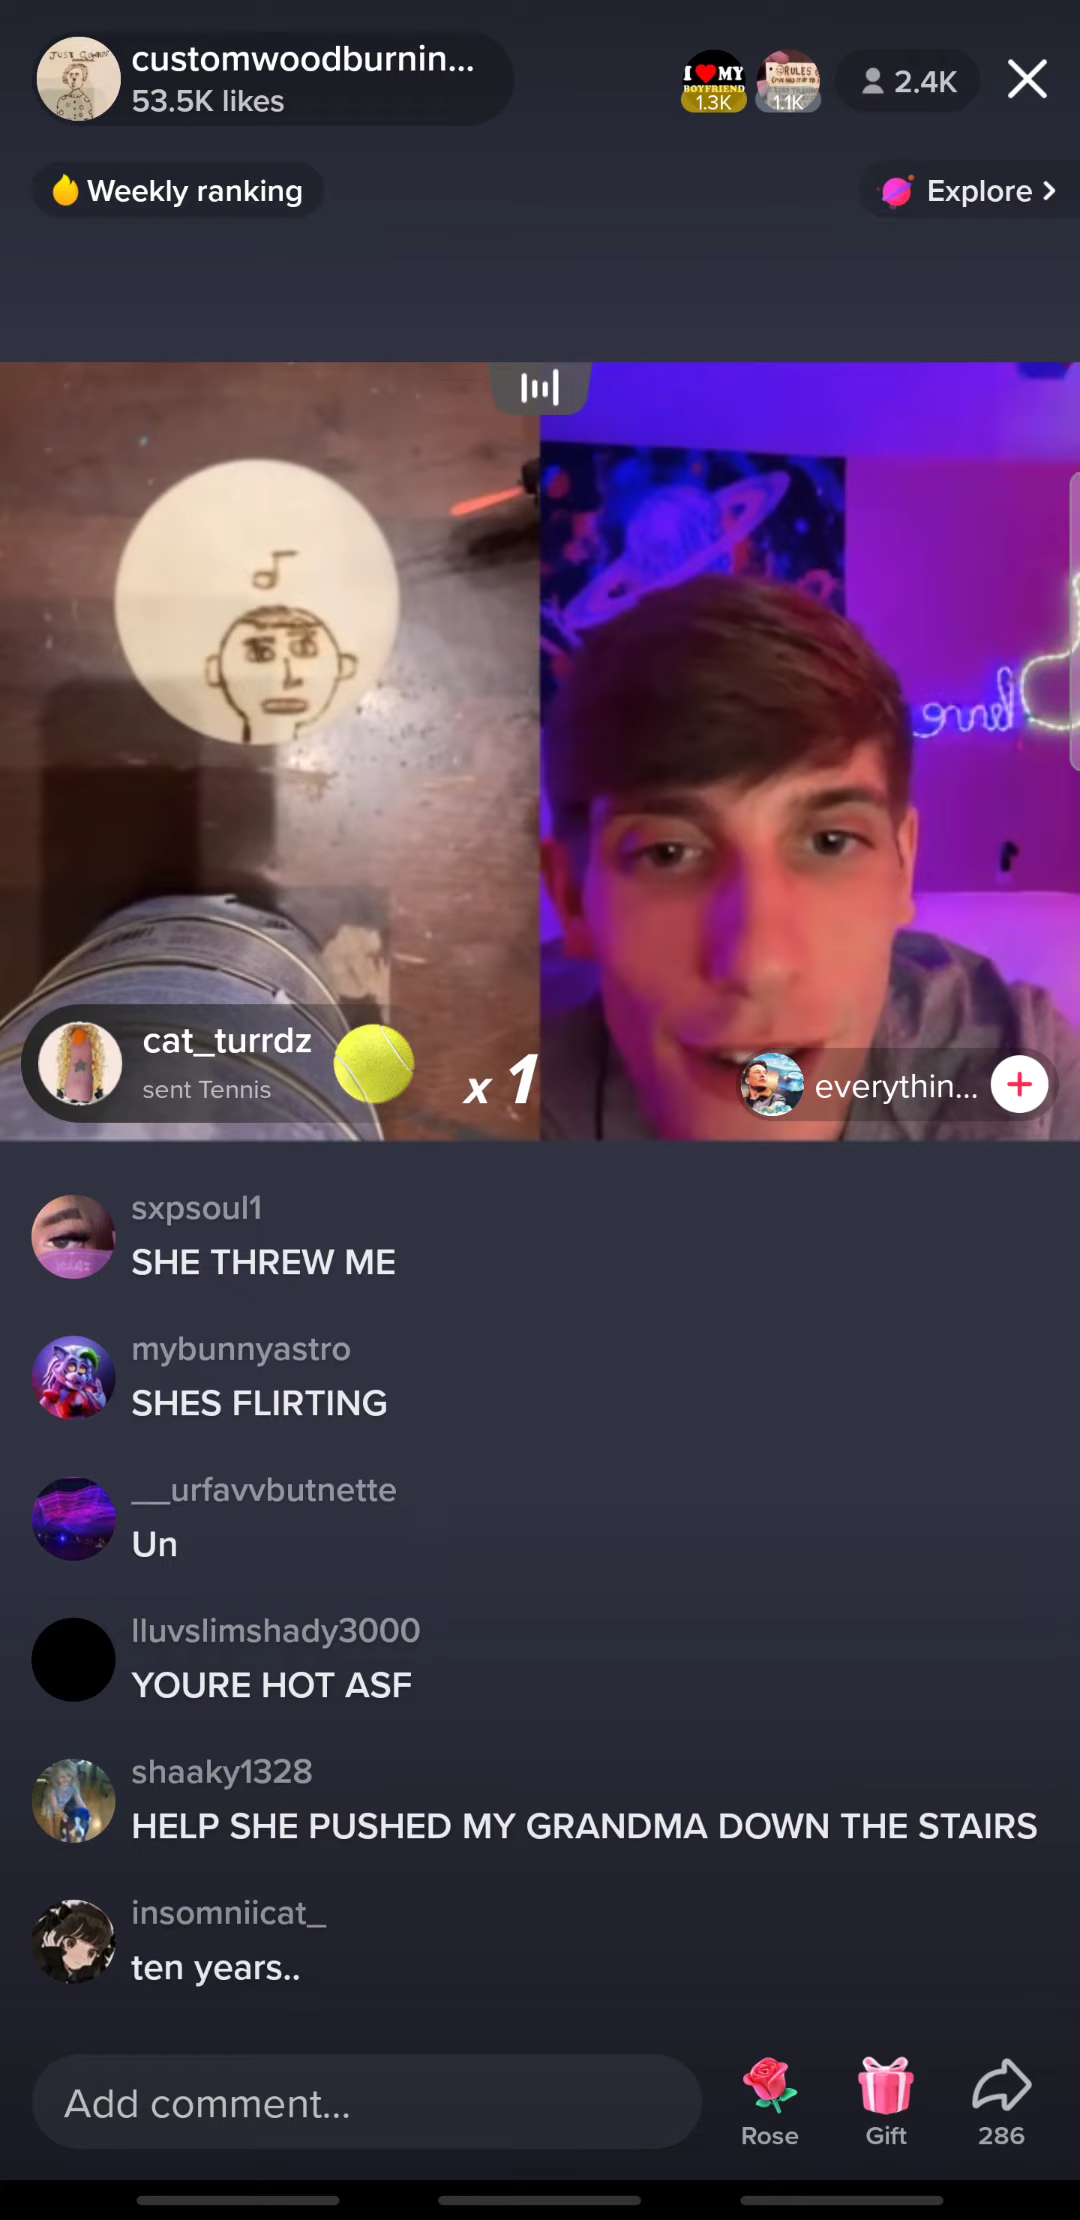 customwoodburnin...
53.5K likes
I ❤ MY
BOYFRIEND
1.3K
RULES
1.1K
2.4K
Weekly ranking
Explore
cat_turrdz
sent Tennis
x 1
everythin...
sxpsoul1
SHE THREW ME
mybunnyastro
SHES FLIRTING
__urfavvbutnette
Un
lluvslimshady3000
YOURE HOT ASF
shaaky1328
HELP SHE PUSHED MY GRANDMA DOWN THE STAIRS
insomniicat_
ten years..
Add comment...
Rose
Gift
286